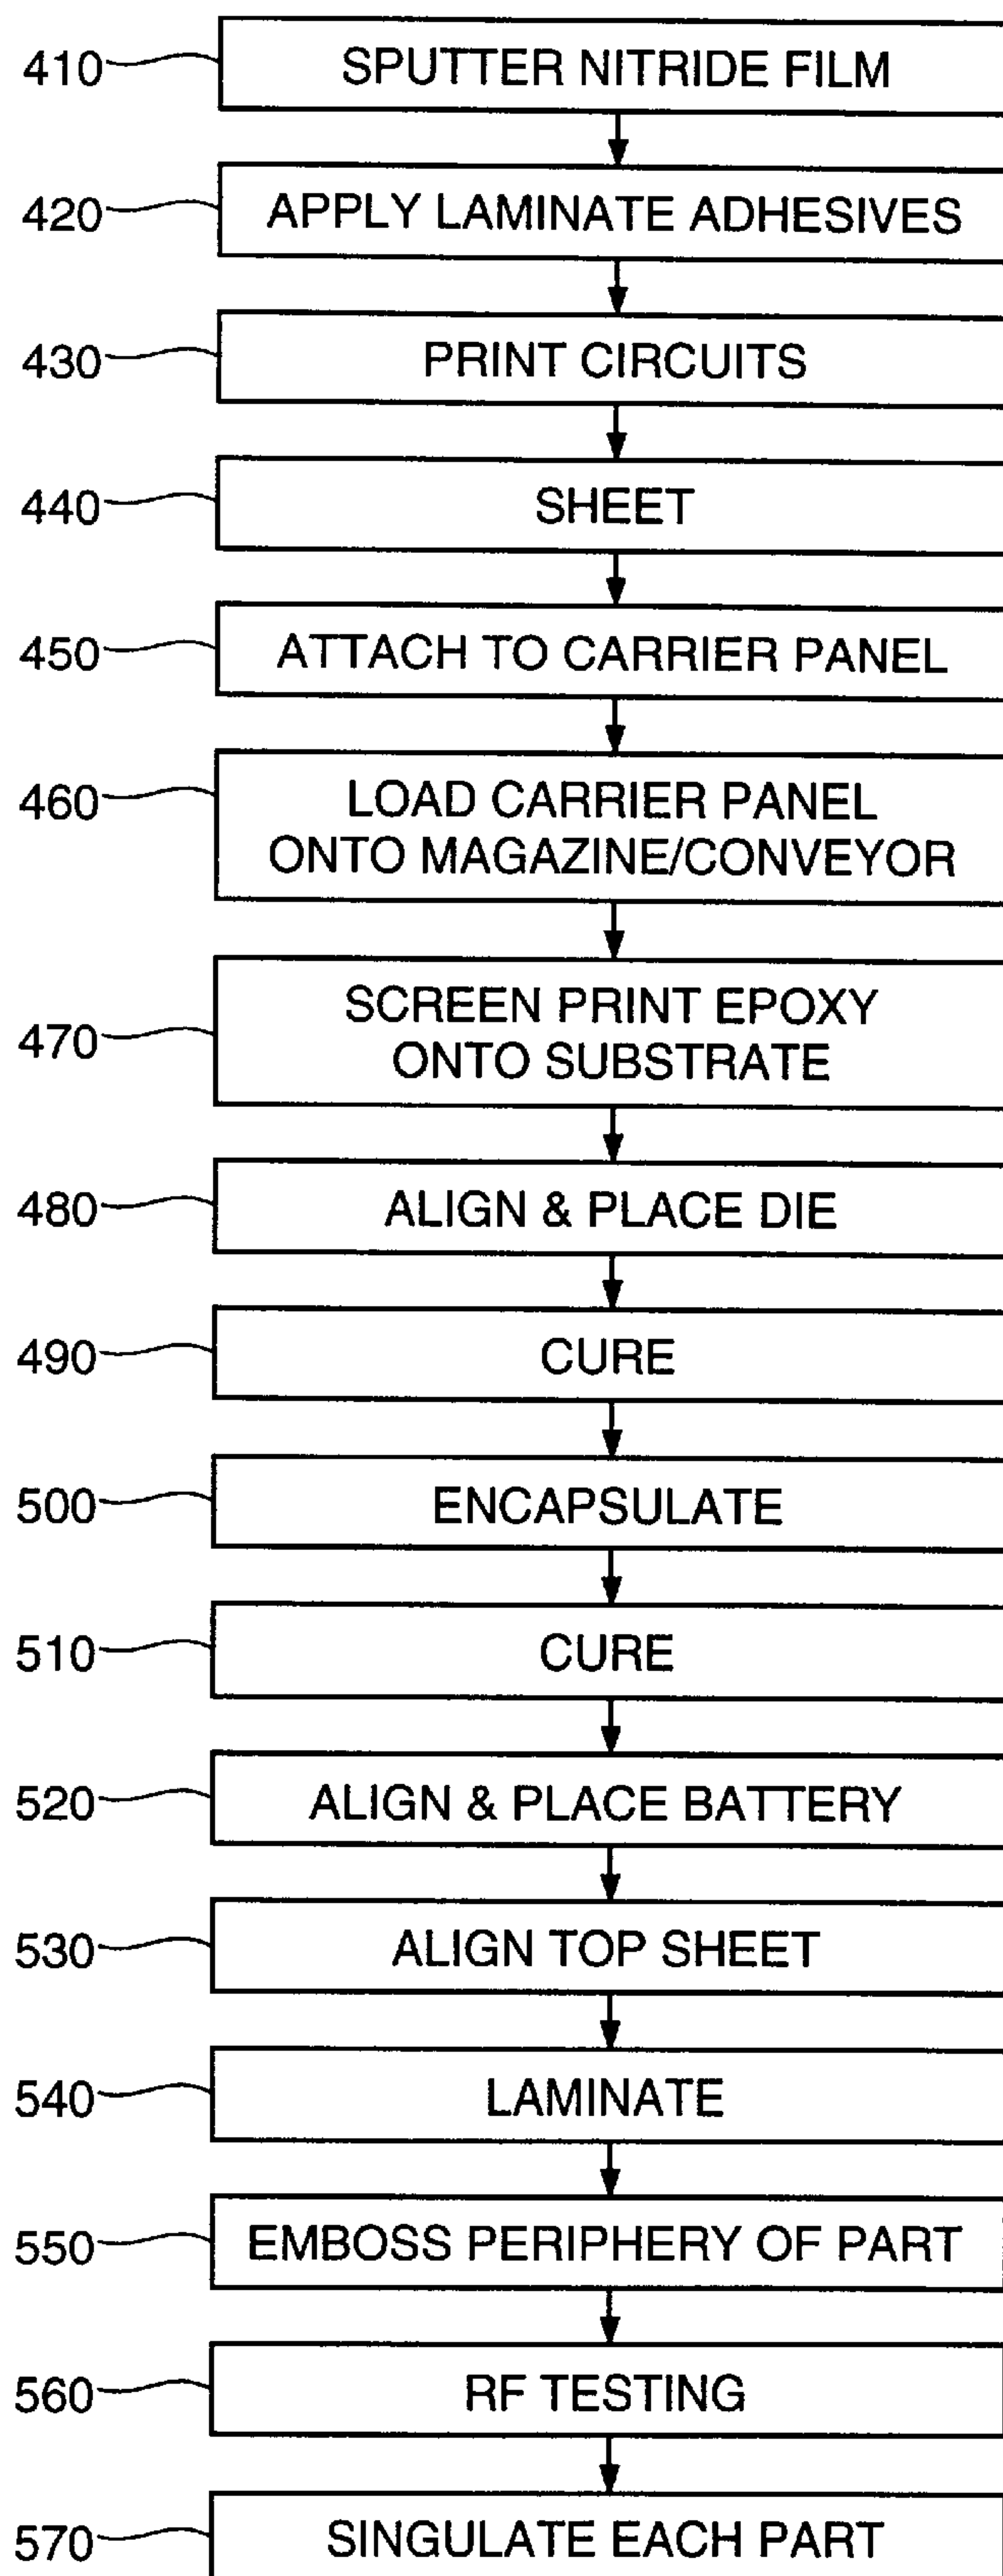 410 SPUTTER NITRIDE FILM
420 APPLY LAMINATE ADHESIVES
430 PRINT CIRCUITS
440 SHEET
450 ATTACH TO CARRIER PANEL
460 LOAD CARRIER PANEL
ONTO MAGAZINE/CONVEYOR
470 SCREEN PRINT EPOXY
ONTO SUBSTRATE
480 ALIGN & PLACE DIE
490 CURE
500 ENCAPSULATE
510 CURE
520 ALIGN & PLACE BATTERY
530 ALIGN TOP SHEET
540 LAMINATE
550 EMBOSS PERIPHERY OF PART
560 RF TESTING
570 SINGULATE EACH PART